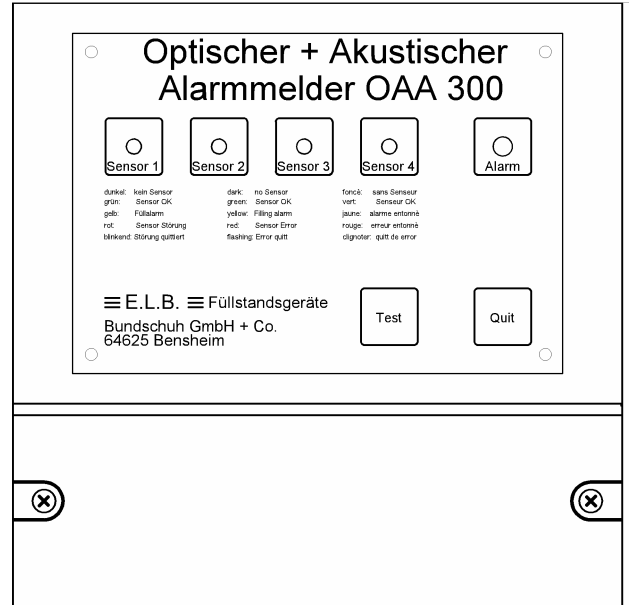 Optischer + Akustischer
Alarmmelder OAA 300
Sensor 1 Sensor 2 Sensor 3 Sensor 4 Alarm
dunkel: kein Sensor dark: no Sensor foncè: sans Senseur
grün: Sensor OK green: Sensor OK vert: Senseur OK
gelb: Füllalarm yellow: Filling alarm jaune: alarme entonnè
rot: Sensor Störung red: Sensor Error rouge: erreur entonnè
blinkend: Störung quittiert flashing: Error quitt clignoter: quitt de error
E.L.B. Füllstandsgeräte
Bundschuh GmbH + Co.
64625 Bensheim
Test Quit